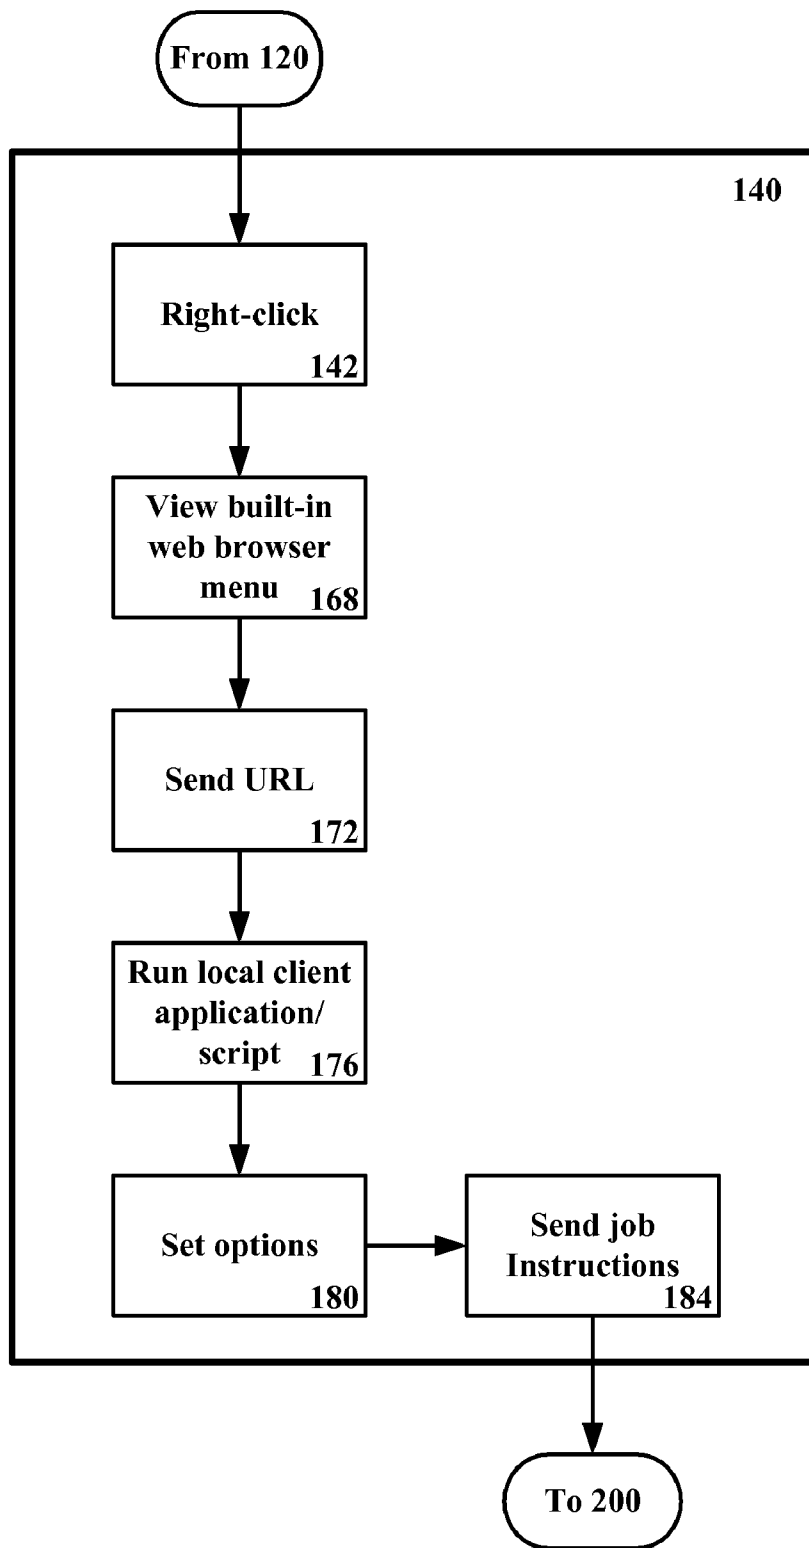 From 120
140
Right-click
142
View built-in
web browser
menu
168
Send URL
172
Run local client
application/
script
176
Set options
180
Send job
Instructions
184
To 200